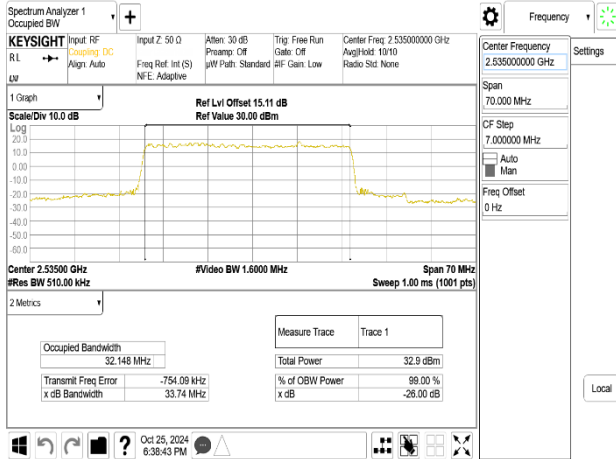 Spectrum Analyzer 1
Occupied BW
Frequency
KEYSIGHT
Input: RF
Coupling: DC
Align: Auto
Input Z: 50 Ω
Freq Ref: Int (S)
NFE: Adaptive
Atten: 30 dB
Preamp: Off
µW Path: Standard
Trig: Free Run
Gate: Off
#IF Gain: Low
Center Freq: 2.535000000 GHz
Avg|Hold: 10/10
Radio Std: None
RL
Center Frequency
2.535000000 GHz
Settings
Span
70.000 MHz
CF Step
7.000000 MHz
Auto
Man
Freq Offset
0 Hz
Local
1 Graph
Scale/Div 10.0 dB
Ref Lvl Offset 15.11 dB
Ref Value 30.00 dBm
Log
20.0
10.0
0.00
-10.0
-20.0
-30.0
-40.0
-50.0
-60.0
Center 2.53500 GHz
#Video BW 1.6000 MHz
Span 70 MHz
#Res BW 510.00 kHz
Sweep 1.00 ms (1001 pts)
2 Metrics
Measure Trace Trace 1
Occupied Bandwidth
32.148 MHz
Total Power 32.9 dBm
Transmit Freq Error -754.09 kHz
% of OBW Power 99.00 %
x dB Bandwidth 33.74 MHz
x dB -26.00 dB
?
Oct 25, 2024
6:38:43 PM